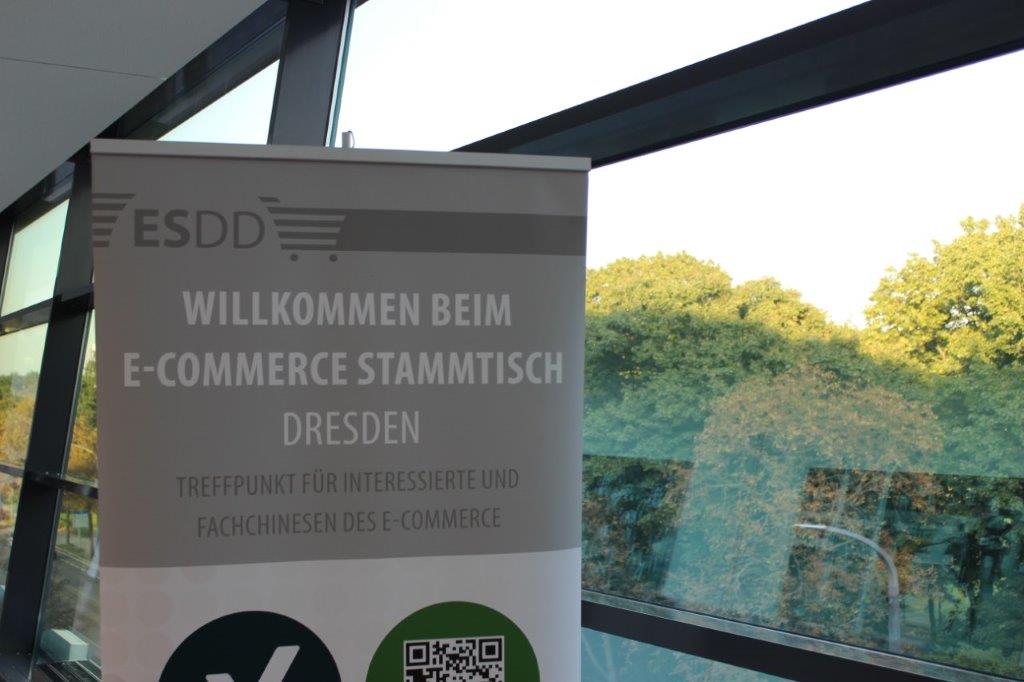 ESDD
WILLKOMMEN BEIM
E-COMMERCE STAMMTISCH
DRESDEN
TREFFPUNKT FÜR INTERESSIERTE UND
FACHCHINESEN DES E-COMMERCE